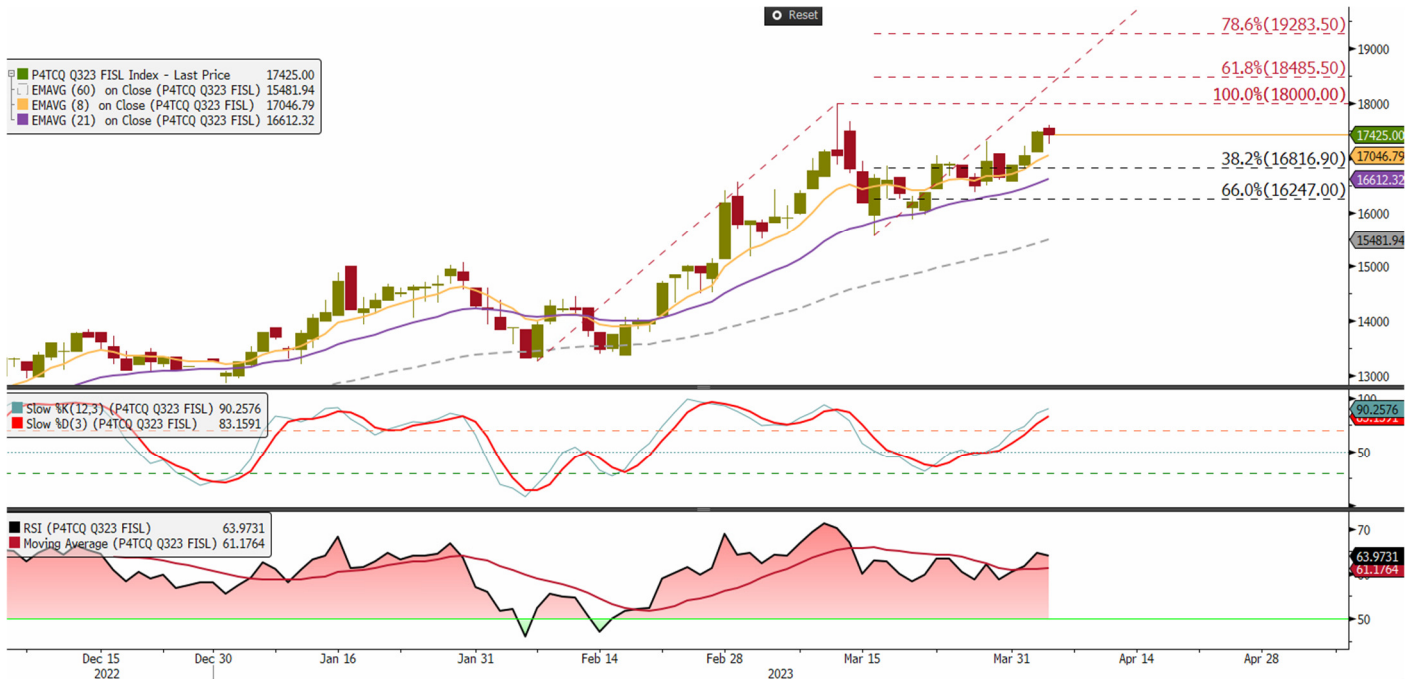 Reset
78.6%(19283.50)
19000
61.8%(18485.50)
100.0%(18000.00)
18000
P4TCQ Q323 FISL Index - Last Price 17425.00
EMAVG (60) on Close (P4TCQ Q323 FISL) 15481.94
EMAVG (8) on Close (P4TCQ Q323 FISL) 17046.79
EMAVG (21) on Close (P4TCQ Q323 FISL) 16612.32
17425.00
17046.79
38.2%(16816.90)
16612.32
66.0%(16247.00)
16000
15481.94
15000
14000
13000
Slow %K(12,3) (P4TCQ Q323 FISL) 90.2576
Slow %D(3) (P4TCQ Q323 FISL) 83.1591
100
90.2576
83.1591
50
RSI (P4TCQ Q323 FISL) 63.9731
Moving Average (P4TCQ Q323 FISL) 61.1764
70
63.9731
61.1764
50
Dec 15 Dec 30 Jan 16 Jan 31 Feb 14 Feb 28 Mar 15 Mar 31 Apr 14 Apr 28
2022 2023